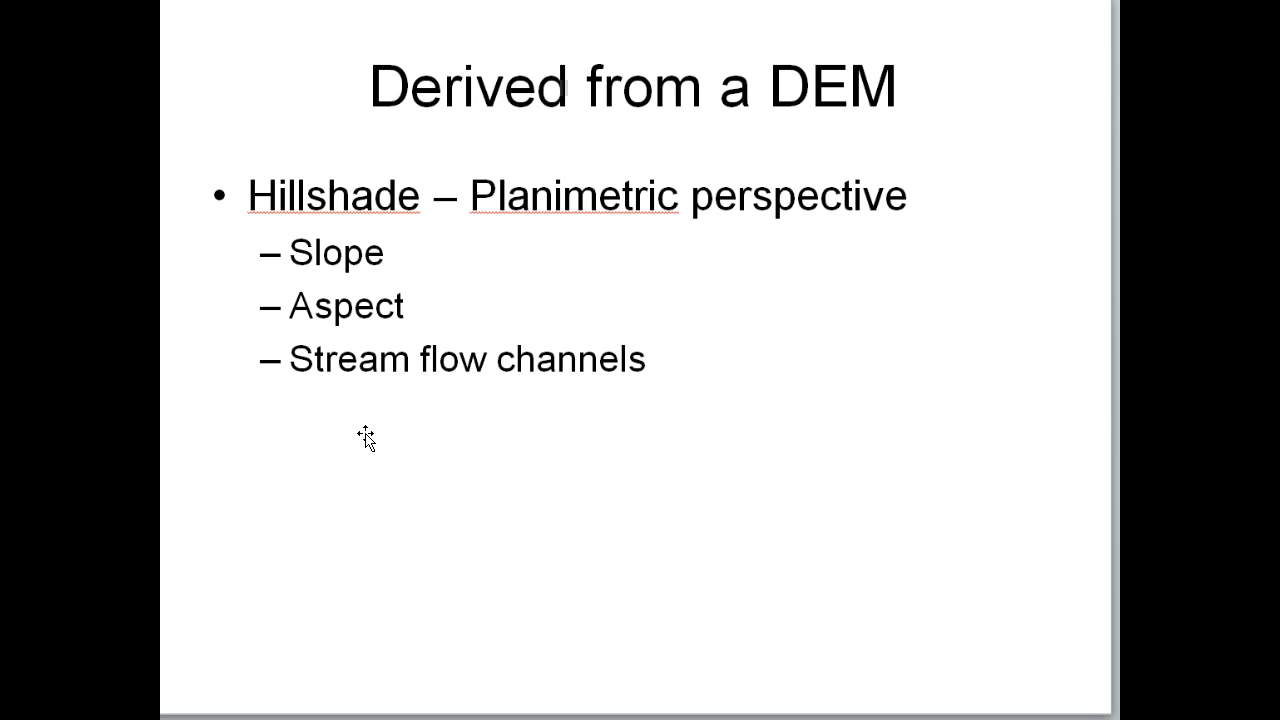 Derived from a DEM
• Hillshade – Planimetric perspective
– Slope
– Aspect
– Stream flow channels